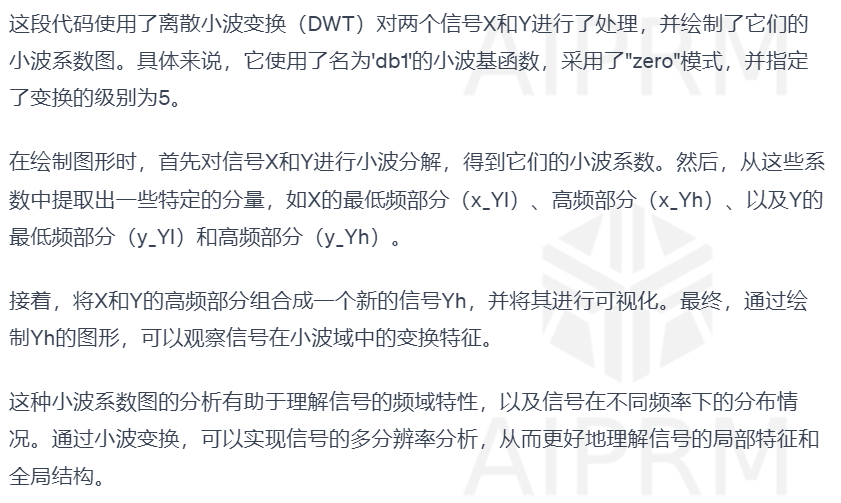 这段代码使用了离散小波变换（DWT）对两个信号X和Y进行了处理，并绘制了它们的
小波系数图。具体来说，它使用了名为'db1'的小波基函数，采用了"zero"模式，并指定
了变换的级别为5。
在绘制图形时，首先对信号X和Y进行小波分解，得到它们的小波系数。然后，从这些系
数中提取出一些特定的分量，如X的最低频部分（x_Yl）、高频部分（x_Yh）、以及Y的
最低频部分（y_Yl）和高频部分（y_Yh）。
接着，将X和Y的高频部分组合成一个新的信号Yh，并将其进行可视化。最终，通过绘
制Yh的图形，可以观察信号在小波域中的变换特征。
这种小波系数图的分析有助于理解信号的频域特性，以及信号在不同频率下的分布情
况。通过小波变换，可以实现信号的多分辨率分析，从而更好地理解信号的局部特征和
全局结构。
AIPRM
AIPRM